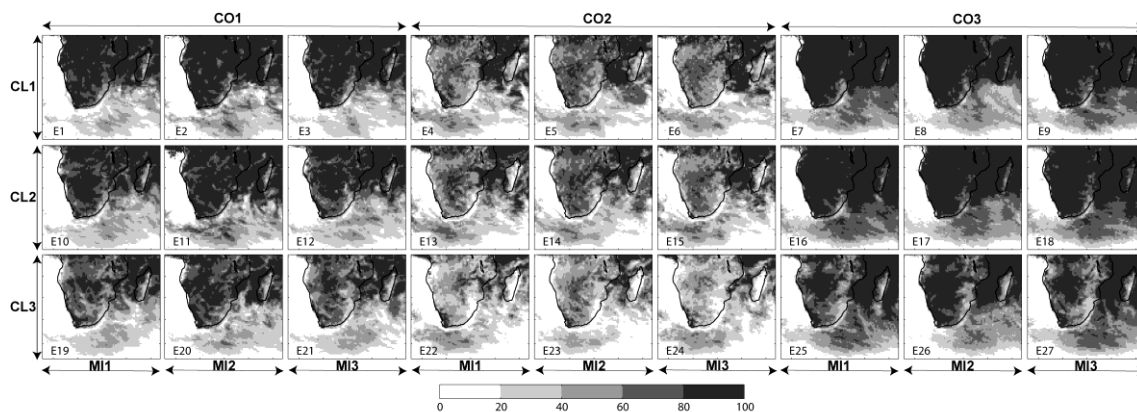 CO1 CO2 CO3
CL1
E1 E2 E3 E4 E5 E6 E7 E8 E9
CL2
E10 E11 E12 E13 E14 E15 E16 E17 E18
CL3
E19 E20 E21 E22 E23 E24 E25 E26 E27
MI1 MI2 MI3 MI1 MI2 MI3 MI1 MI2 MI3
0 20 40 60 80 100